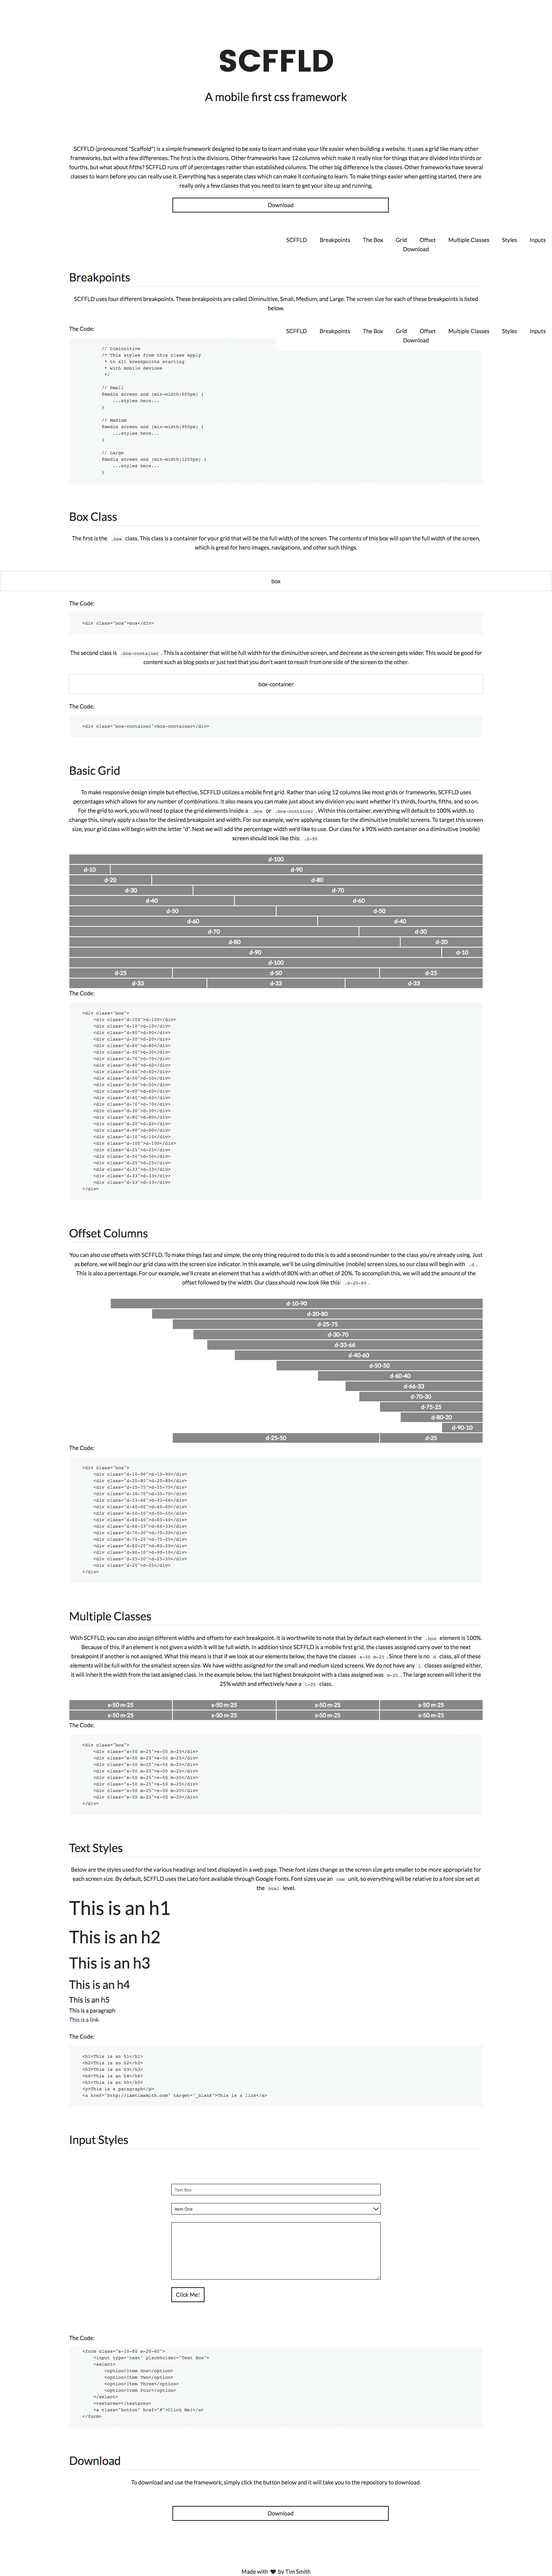 SCFFLD
A mobile first css framework
SCFFLD (pronounced "Scaffold") is a simple framework designed to be easy to learn and make your life easier when building a website. It uses a grid like many other
frameworks, but with a few differences. The first is the divisions. Other frameworks have 12 columns which make it really nice for things that are divided into thirds or
fourths, but what about fifths? SCFFLD runs off of percentages rather than established columns. The other big difference is the classes. Other frameworks have several
classes to learn before you can really use it. Everything has a seperate class which can make it confusing to learn. To make things easier when getting started, there are
really only a few classes that you need to learn to get your site up and running.
Download
SCFFLD Breakpoints The Box Grid Offset Multiple Classes Styles Inputs
Download
Breakpoints
SCFFLD uses four different breakpoints. These breakpoints are called Diminuitive, Small, Medium, and Large. The screen size for each of these breakpoints is listed
below.
The Code:
SCFFLD Breakpoints The Box Grid Offset Multiple Classes Styles Inputs
Download
// Diminuitive
/* This styles from this class apply
* to all breakpoints starting
* with mobile devices
*/
// Small
@media screen and (min-width:600px) {
...styles here...
}
// Medium
@media screen and (min-width:900px) {
...styles here...
}
// Large
@media screen and (min-width:1200px) {
...styles here...
}
Box Class
The first is the .box class. This class is a container for your grid that will be the full width of the screen. The contents of this box will span the full width of the screen,
which is great for hero images, navigations, and other such things.
box
The Code:
<div class="box">box</div>
The second class is .box-container . This is a container that will be full width for the diminuitive screen, and decrease as the screen gets wider. This would be good for
content such as blog posts or just text that you don't want to reach from one side of the screen to the other.
box-container
The Code:
<div class="box-container">box-container</div>
Basic Grid
To make responsive design simple but effective, SCFFLD utilizes a mobile first grid. Rather than using 12 columns like most grids or frameworks, SCFFLD uses
percentages which allows for any number of combinations. It also means you can make just about any division you want whether it's thirds, fourths, fifths, and so on.
For the grid to work, you will need to place the grid elements inside a .box or .box-container . Within this container, everything will default to 100% width. to
change this, simply apply a class for the designed breakpoint and width. For our example, we're applying classes for the diminuitive (mobile) screens. To target this screen
size, your grid class will begin with the letter "d". Next we will add the percentage width we'd like to use. Our class for a 90% width container on a diminuitive (mobile)
screen should look like this: .d-90
d-100
d-10 d-90
d-20 d-80
d-30 d-70
d-40 d-60
d-50 d-50
d-60 d-40
d-70 d-30
d-80 d-20
d-90 d-10
d-100
d-25 d-50 d-25
d-33 d-33 d-33
The Code:
<div class="box">
<div class="d-100">d-100</div>
<div class="d-10">d-10</div>
<div class="d-90">d-90</div>
<div class="d-20">d-20</div>
<div class="d-80">d-80</div>
<div class="d-30">d-30</div>
<div class="d-70">d-70</div>
<div class="d-40">d-40</div>
<div class="d-60">d-60</div>
<div class="d-50">d-50</div>
<div class="d-50">d-50</div>
<div class="d-60">d-60</div>
<div class="d-40">d-40</div>
<div class="d-70">d-70</div>
<div class="d-30">d-30</div>
<div class="d-80">d-80</div>
<div class="d-20">d-20</div>
<div class="d-90">d-90</div>
<div class="d-10">d-10</div>
<div class="d-100">d-100</div>
<div class="d-25">d-25</div>
<div class="d-50">d-50</div>
<div class="d-25">d-25</div>
<div class="d-33">d-33</div>
<div class="d-33">d-33</div>
<div class="d-33">d-33</div>
</div>
Offset Columns
You can also use offsets with SCFFLD. To make things fast and simple, the only thing required to do this is to add a second number to the class you're already using. Just
as before, we will begin our grid class with the screen size indicator. In this example, we'll be using diminuitive (mobile) screen sizes, so our class will begin with .d .
This is also a percentage. For our example, we'll create an element that has a width of 80% with an offset of 20%. To accomplish this, we will add the amount of the
offset followed by the width. Our class should now look like this: .d-20-80 .
d-10-90
d-20-80
d-25-75
d-30-70
d-33-66
d-40-60
d-50-50
d-60-40
d-66-33
d-70-30
d-75-25
d-80-20
d-90-10
d-25-50 d-25
The Code:
<div class="box">
<div class="d-10-90">d-10-90</div>
<div class="d-20-80">d-20-80</div>
<div class="d-25-75">d-25-75</div>
<div class="d-30-70">d-30-70</div>
<div class="d-33-66">d-33-66</div>
<div class="d-40-60">d-40-60</div>
<div class="d-50-50">d-50-50</div>
<div class="d-60-40">d-60-40</div>
<div class="d-66-33">d-66-33</div>
<div class="d-70-30">d-70-30</div>
<div class="d-75-25">d-75-25</div>
<div class="d-80-20">d-80-20</div>
<div class="d-90-10">d-90-10</div>
<div class="d-25-50">d-25-50</div>
<div class="d-25">d-25</div>
</div>
Multiple Classes
With SCFFLD, you can also assign different widths and offsets for each breakpoint. It is worthwhile to note that by default each element in the .box element is 100%.
Because of this, if an element is not given a width it will be full width. In addition since SCFFLD is a mobile first grid, the classes assigned carry over to the next
breakpoint if another is not assigned. What this means is that if we look at our elements below, the have the classes s-50 m-25 . Since there is no d class, all of these
elements will be full with for the smallest screen size. We have widths assigned for the small and medium sized screens. We do not have any l classes assigned either,
it will inherit the width from the last assigned class. In the example below, the last highest breakpoint with a class assigned was m-25 . The large screen will inherit the
25% width and effectively have a l-25 class.
s-50 m-25 s-50 m-25 s-50 m-25 s-50 m-25
s-50 m-25 s-50 m-25 s-50 m-25 s-50 m-25
The Code:
<div class="box">
<div class="s-50 m-25">s-50 m-25</div>
<div class="s-50 m-25">s-50 m-25</div>
<div class="s-50 m-25">s-50 m-25</div>
<div class="s-50 m-25">s-50 m-25</div>
<div class="s-50 m-25">s-50 m-25</div>
<div class="s-50 m-25">s-50 m-25</div>
<div class="s-50 m-25">s-50 m-25</div>
<div class="s-50 m-25">s-50 m-25</div>
</div>
Text Styles
Below are the styles used for the various headings and text displayed in a web page. These font sizes change as the screen size gets smaller to be more appropriate for
each screen size. By default, SCFFLD uses the Lato font available through Google Fonts. Font sizes use an rem unit, so everything will be relative to a font size set at
the html level.
This is an h1
This is an h2
This is an h3
This is an h4
This is an h5
This is a paragraph
This is a link
The Code:
<h1>This is an h1</h1>
<h2>This is an h2</h2>
<h3>This is an h3</h3>
<h4>This is an h4</h4>
<h5>This is an h5</h5>
<p>This is a paragraph</p>
<a href="http://iamtimsmith.com" target="_blank">This is a link</a>
Input Styles
Text Box
Item One
Click Me!
The Code:
<form class="s-10-80 m-20-60">
<input type="text" placeholder="Text Box">
<select>
<option>Item One</option>
<option>Item Two</option>
<option>Item Three</option>
<option>Item Four</option>
</select>
<textarea></textarea>
<a class="button" href="#">Click Me!</a>
</form>
Download
To download and use the framework, simply click the button below and it will take you to the repository to download.
Download
Made with ♥ by Tim Smith